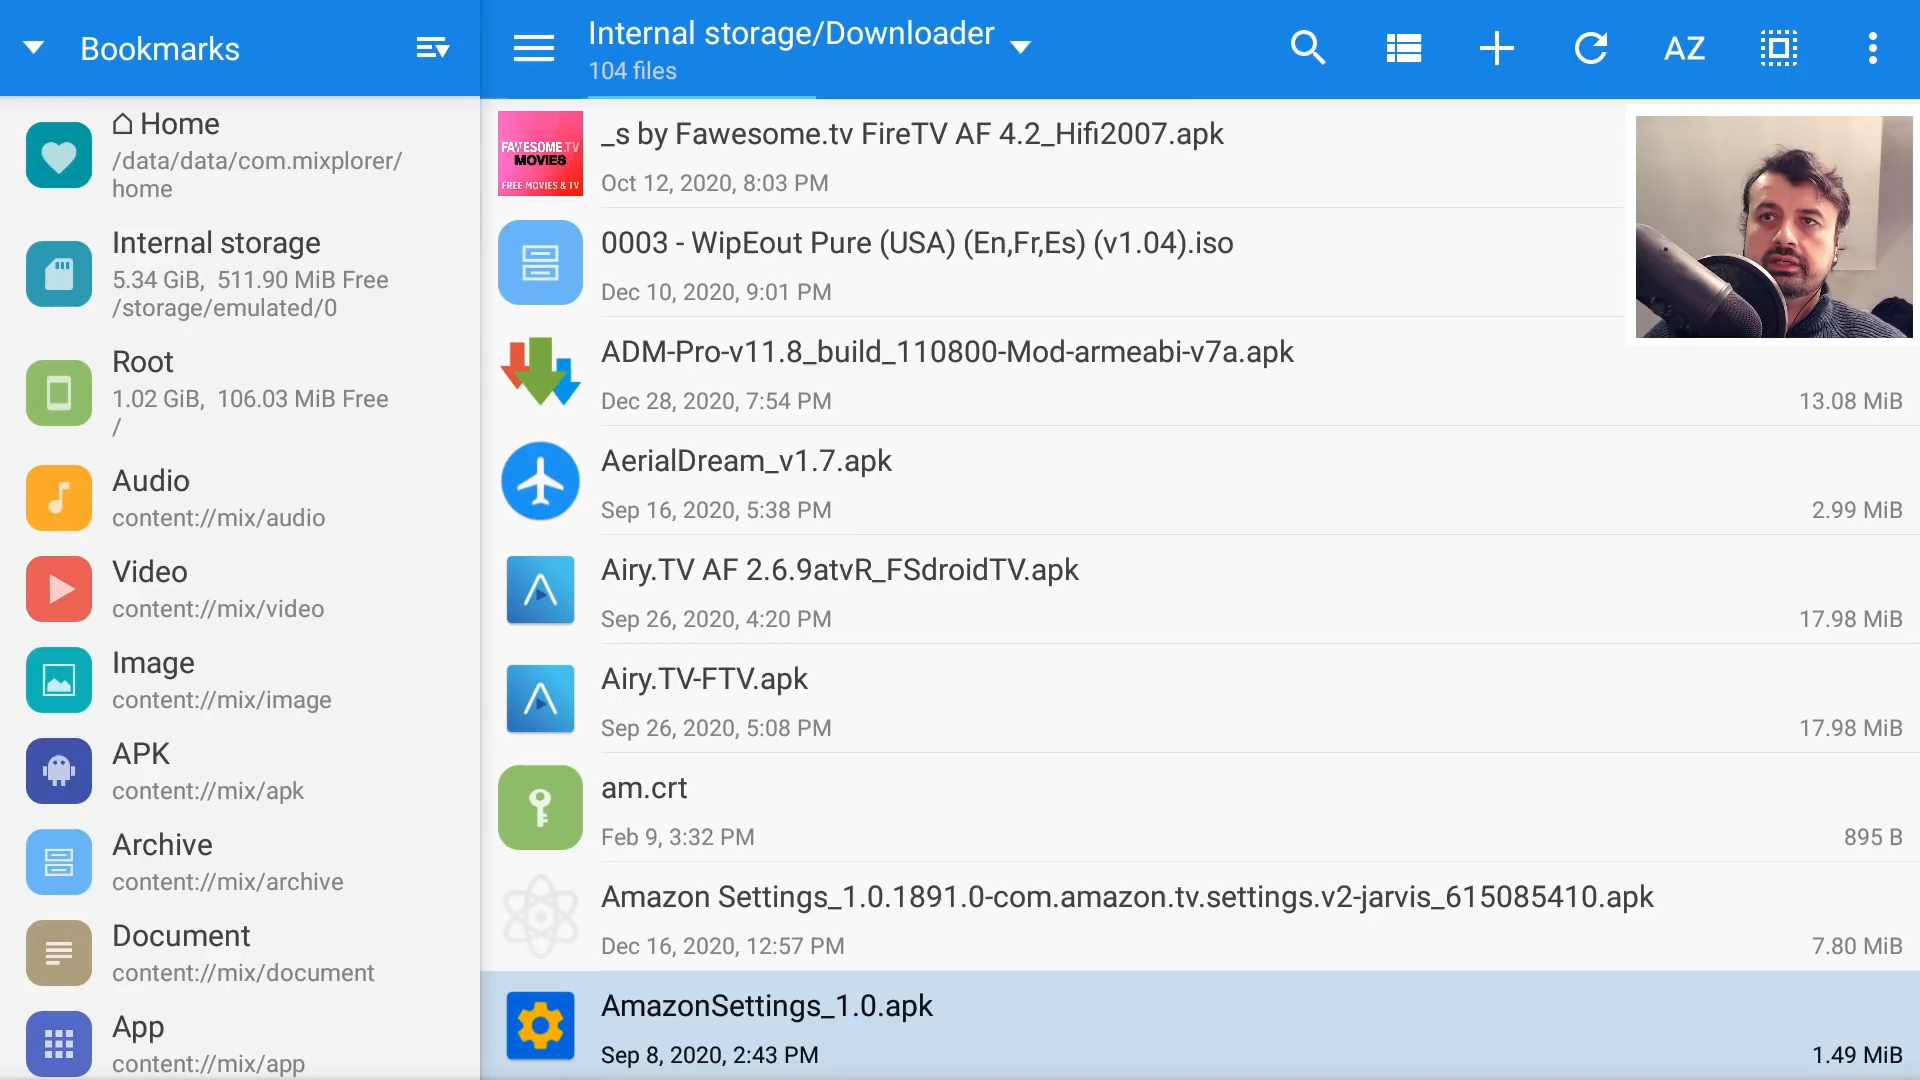 Bookmarks
Home
/data/data/com.mixplorer/
home
Internal storage
5.34 GiB, 511.90 MiB Free
/storage/emulated/0
Root
1.02 GiB, 106.03 MiB Free
/
Audio
content://mix/audio
Video
content://mix/video
Image
content://mix/image
APK
content://mix/apk
Archive
content://mix/archive
Document
content://mix/document
App
content://mix/app
Internal storage/Downloader
104 files
AZ
FAWESOME.TV
MOVIES
FREE MOVIES & TV
_s by Fawesome.tv FireTV AF 4.2_Hifi2007.apk
Oct 12, 2020, 8:03 PM
0003 - WipEout Pure (USA) (En,Fr,Es) (v1.04).iso
Dec 10, 2020, 9:01 PM
ADM-Pro-v11.8_build_110800-Mod-armeabi-v7a.apk
Dec 28, 2020, 7:54 PM
13.08 MiB
AerialDream_v1.7.apk
Sep 16, 2020, 5:38 PM
2.99 MiB
Airy.TV AF 2.6.9atvR_FSdroidTV.apk
Sep 26, 2020, 4:20 PM
17.98 MiB
Airy.TV-FTV.apk
Sep 26, 2020, 5:08 PM
17.98 MiB
am.crt
Feb 9, 3:32 PM
895 B
Amazon Settings_1.0.1891.0-com.amazon.tv.settings.v2-jarvis_615085410.apk
Dec 16, 2020, 12:57 PM
7.80 MiB
AmazonSettings_1.0.apk
Sep 8, 2020, 2:43 PM
1.49 MiB